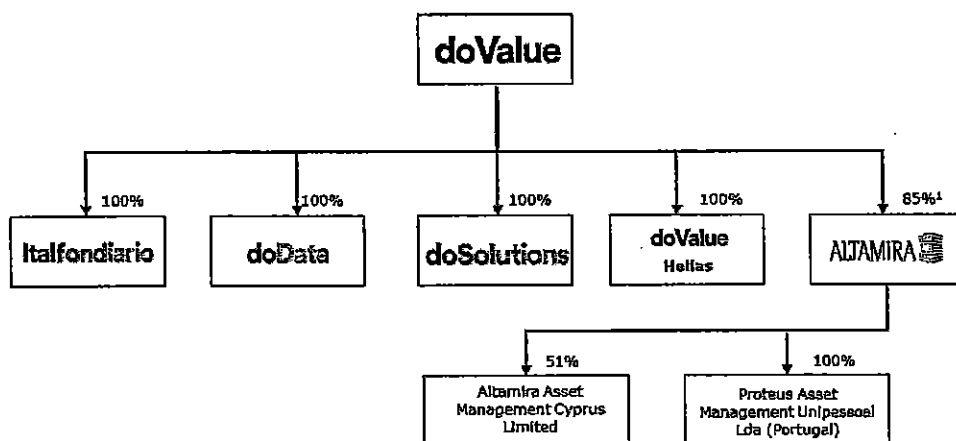 doValue
100%
100%
100%
100%
85%¹
Italfondiario
doData
doSolutions
doValue
Hellas
ALTAMIRA
51%
100%
Altamira Asset
Management Cyprus
Limited
Proteus Asset
Management Unipessoal
Lda (Portugal)